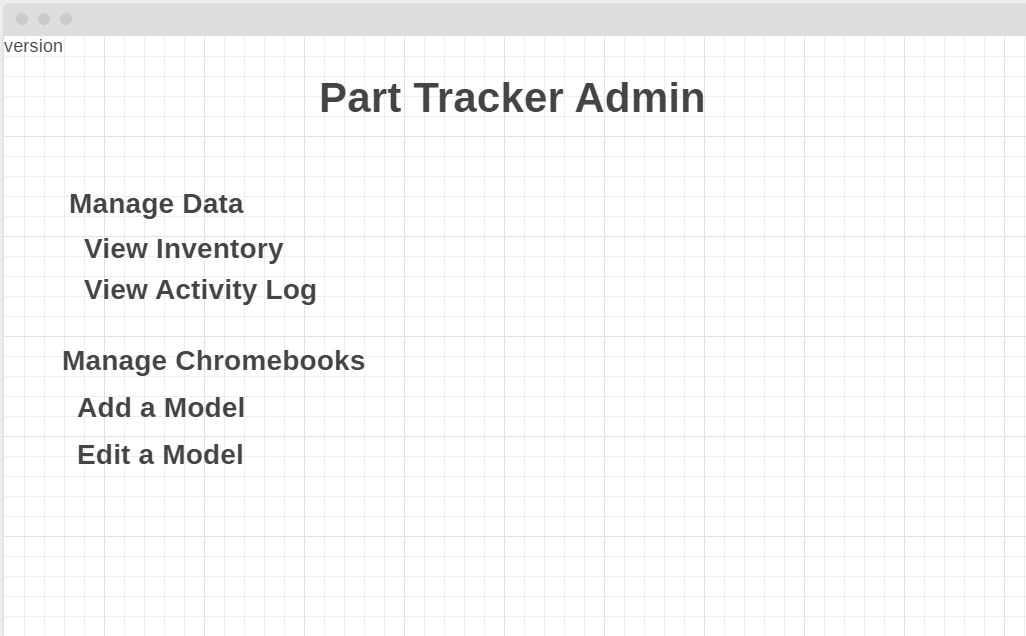 version
Part Tracker Admin
Manage Data
View Inventory
View Activity Log
Manage Chromebooks
Add a Model
Edit a Model